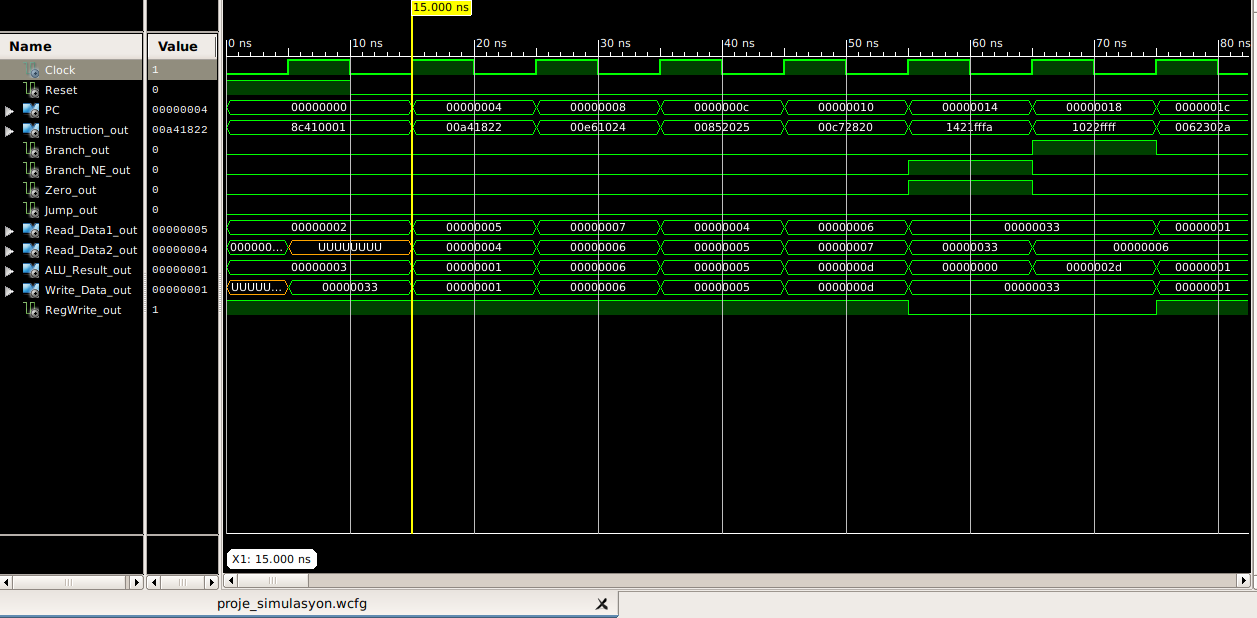 15.000 ns
Name Value 0 ns 10 ns 20 ns 30 ns 40 ns 50 ns 60 ns 70 ns 80 ns
Clock 1
Reset 0
PC 00000004 00000000 00000004 00000008 0000000c 00000010 00000014 00000018 0000001c
Instruction_out 00a41822 8c410001 00a41822 00e61024 00852025 00c72820 1421fffa 1022ffff 0062302a
Branch_out 0
Branch_NE_out 0
Zero_out 0
Jump_out 0
Read_Data1_out 00000005 00000002 00000005 00000007 00000004 00000006 00000033 00000001
Read_Data2_out 00000004 000000... UUUUUUUU 00000004 00000006 00000005 00000007 00000033 00000006
ALU_Result_out 00000001 00000003 00000001 00000006 00000005 0000000d 00000000 0000002d 00000001
Write_Data_out 00000001 UUUUU... 00000033 00000001 00000006 00000005 0000000d 00000033 00000001
RegWrite_out 1
X1: 15.000 ns
proje_simulasyon.wcfg